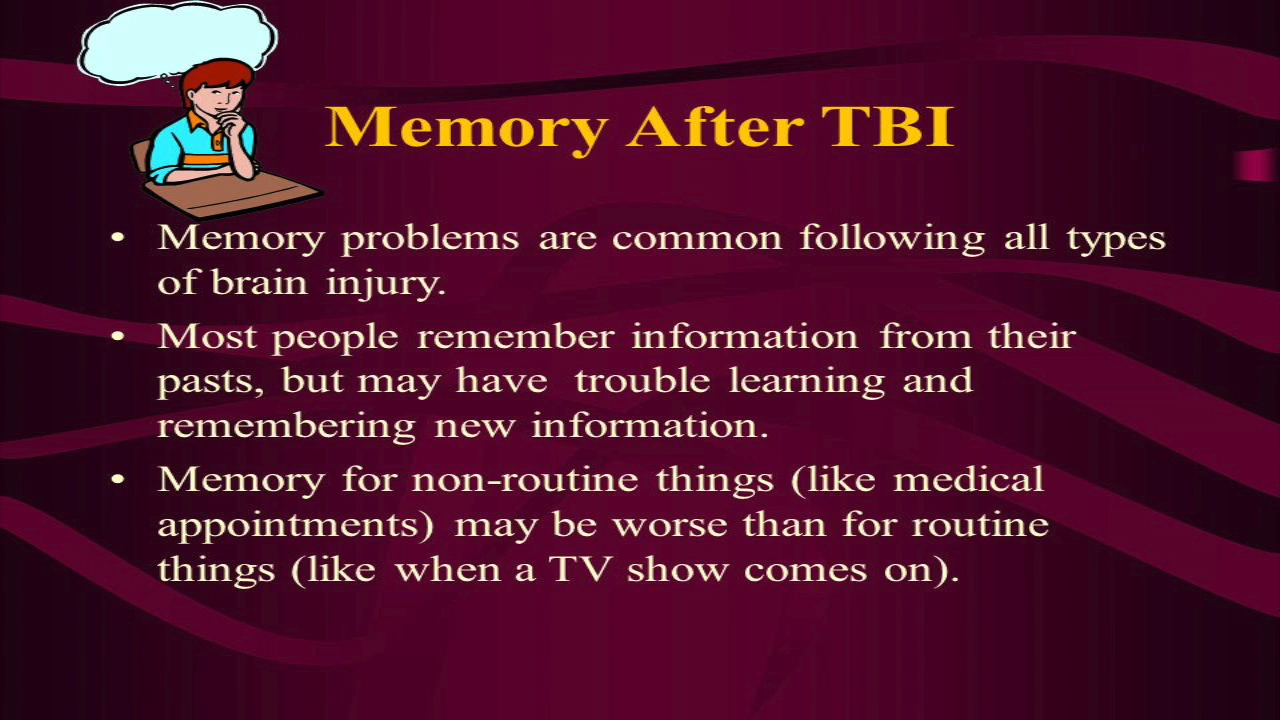 Memory After TBI
• Memory problems are common following all types
of brain injury.
• Most people remember information from their
pasts, but may have trouble learning and
remembering new information.
• Memory for non-routine things (like medical
appointments) may be worse than for routine
things (like when a TV show comes on).